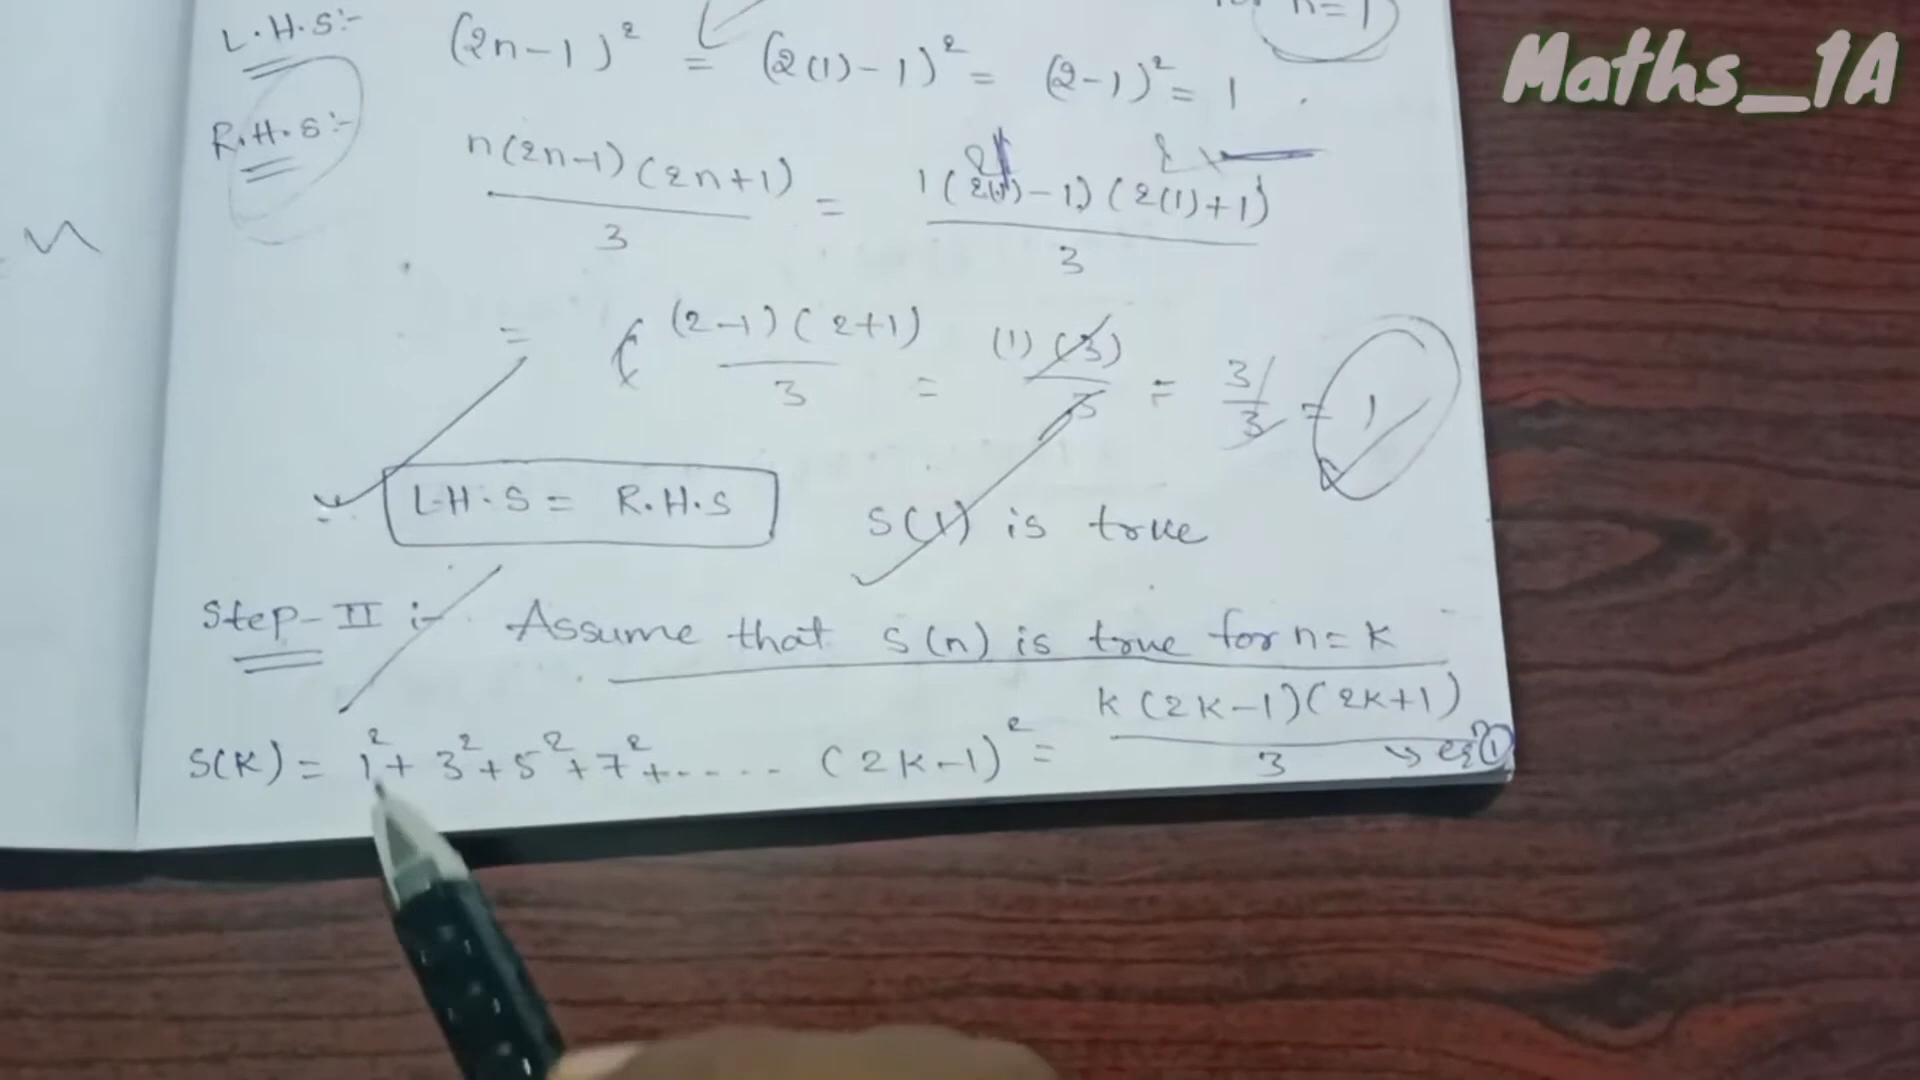 n=1
Maths_1A
L.H.S:- (2n-1)² = (2(1)-1)² = (2-1)² = 1
R.H.S:- n(2n-1)(2n+1)/3 = 1(2(1)-1)(2(1)+1)/3
= (2-1)(2+1)/3 = (1)(3)/3 = 3/3 = 1
L.H.S = R.H.S S(1) is true
Step-II :- Assume that S(n) is true for n=k
S(k) = 1²+3²+5²+7²+----- (2k-1)² = k(2k-1)(2k+1)/3 → eqⁿ①